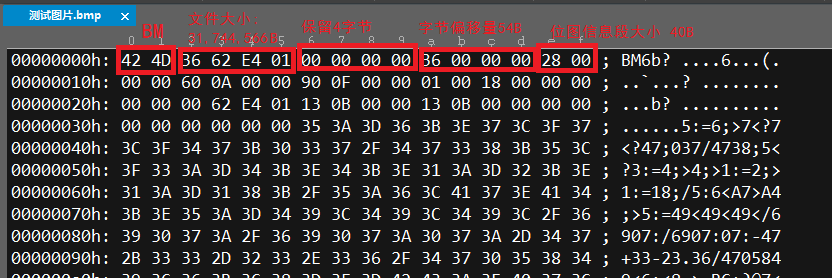 测试图片.bmp ×
BM 文件大小： 保留4字节 字节偏移量54B 位图信息段大小 40B
0 1 2 3 4 5 6 7 8 9 a b c d e f
00000000h: 42 4D 36 62 E4 01 00 00 00 00 36 00 00 00 28 00 ; BM6b? ....6...(.
00000010h: 00 00 60 0A 00 00 90 0F 00 00 01 00 18 00 00 00 ; ..`...? ........
00000020h: 00 00 00 62 E4 01 13 0B 00 00 13 0B 00 00 00 00 ; ...b? ..........
00000030h: 00 00 00 00 00 00 35 3A 3D 36 3B 3E 37 3C 3F 37 ; ......5:=6;>7<?7
00000040h: 3C 3F 34 37 3B 30 33 37 2F 34 37 33 38 3B 35 3C ; <?47;037/4738;5<
00000050h: 3F 33 3A 3D 34 3B 3E 34 3B 3E 31 3A 3D 32 3B 3E ; ?3:=4;>4;>1:=2;>
00000060h: 31 3A 3D 31 38 3B 2F 35 3A 36 3C 41 37 3E 41 34 ; 1:=18;/5:6<A7>A4
00000070h: 3B 3E 35 3A 3D 34 39 3C 34 39 3C 34 39 3C 2F 36 ; ;>5:=49<49<49</6
00000080h: 39 30 37 3A 2F 36 39 30 37 3A 30 37 3A 2D 34 37 ; 907:/6907:07:-47
00000090h: 2B 33 33 2D 32 33 2E 33 36 2F 34 37 30 35 38 34 ; +33-23.36/470584